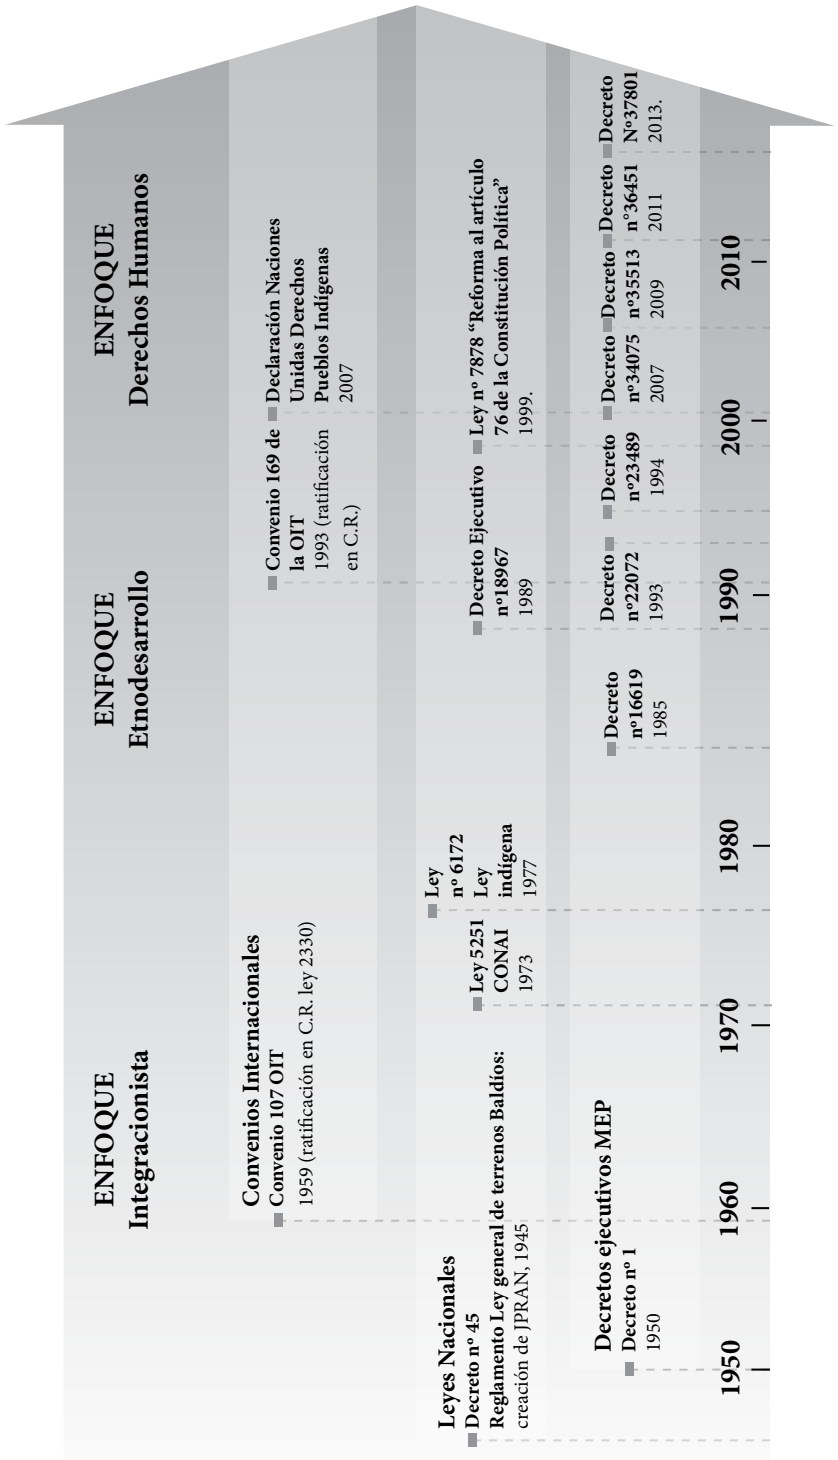 ENFOQUE
Integracionista
ENFOQUE
Etnodesarrollo
ENFOQUE
Derechos Humanos
Convenios Internacionales
Convenio 107 OIT
1959 (ratificación en C.R. ley 2330)
Convenio 169 de
la OIT
1993 (ratificación
en C.R.)
Declaración Naciones
Unidas Derechos
Pueblos Indígenas
2007
Leyes Nacionales
Decreto nº 45
Reglamento Ley general de terrenos Baldíos:
creación de JPRAN, 1945
Ley 5251
CONAI
1973
Ley
nº 6172
Ley
indígena
1977
Decreto Ejecutivo
nº18967
1989
Ley nº 7878 “Reforma al artículo
76 de la Constitución Política”
1999.
Decretos ejecutivos MEP
Decreto nº 1
1950
Decreto
nº16619
1985
Decreto
nº22072
1993
Decreto
nº23489
1994
Decreto
nº34075
2007
Decreto
nº35513
2009
Decreto
n°36451
2011
Decreto
Nº37801
2013.
1950
1960
1970
1980
1990
2000
2010